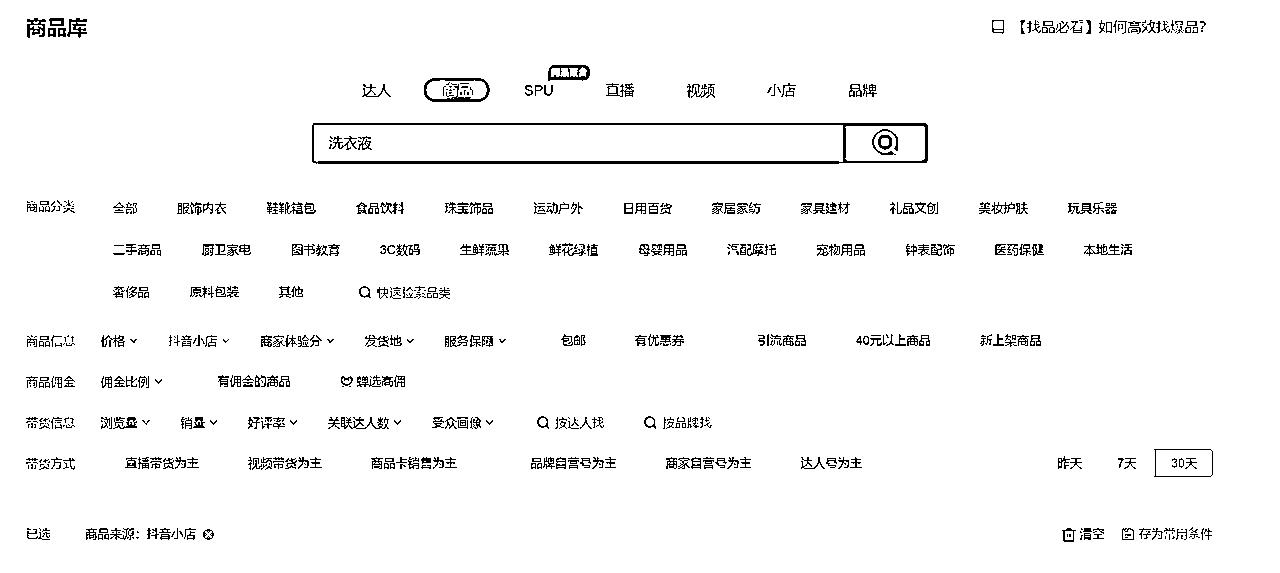 商品库
【找品必看】如何高效找爆品?
达人 商品 SPU 直播 视频 小店 品牌
洗衣液
商品分类 全部 服饰内衣 鞋靴箱包 食品饮料 珠宝饰品 运动户外 日用百货 家居家纺 家具建材 礼品文创 美妆护肤 玩具乐器
二手商品 厨卫家电 图书教育 3C数码 生鲜蔬果 鲜花绿植 母婴用品 汽配摩托 宠物用品 钟表配饰 医药保健 本地生活
奢侈品 原料包装 其他 快速检索品类
商品信息 价格 抖音小店 商家体验分 发货地 服务保障 包邮 有优惠券 引流商品 40元以上商品 新上架商品
商品佣金 佣金比例 有佣金的商品 蝉选高佣
带货信息 浏览量 销量 好评率 关联达人数 受众画像 按达人找 按品牌找
带货方式 直播带货为主 视频带货为主 商品卡销售为主 品牌自营号为主 商家自营号为主 达人号为主 昨天 7天 30天
已选 商品来源：抖音小店 清空 存为常用条件